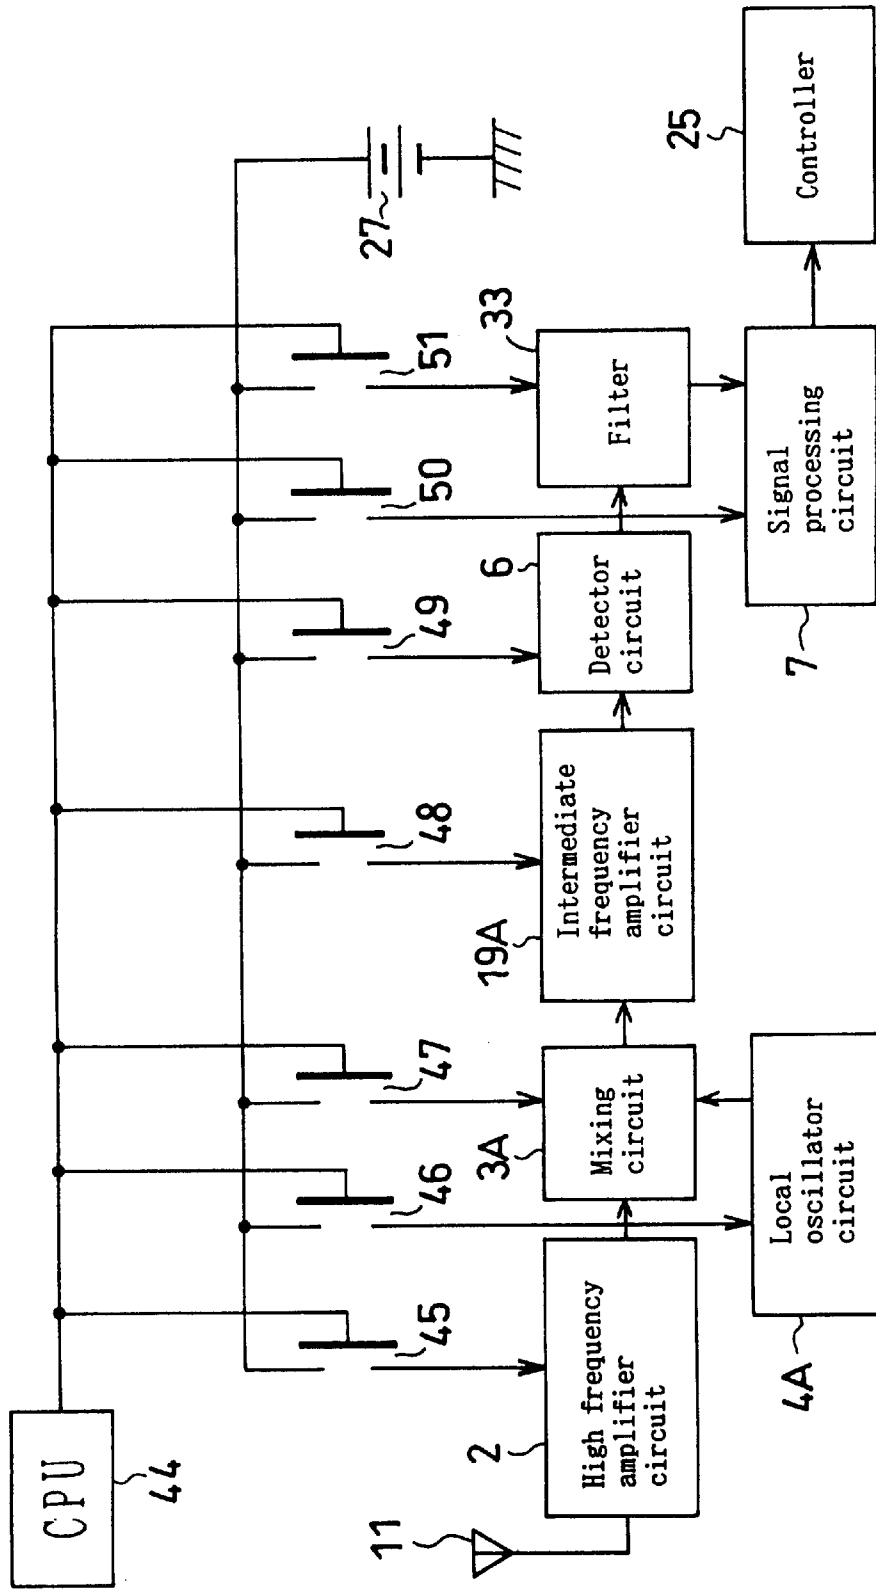 CPU
44
45
46
47
48
49
50
51
27
11
2
High frequency
amplifier
circuit
3A
Mixing
circuit
19A
Intermediate
frequency
amplifier
circuit
6
Detector
circuit
33
Filter
4A
Local
oscillator
circuit
7
Signal
processing
circuit
25
Controller